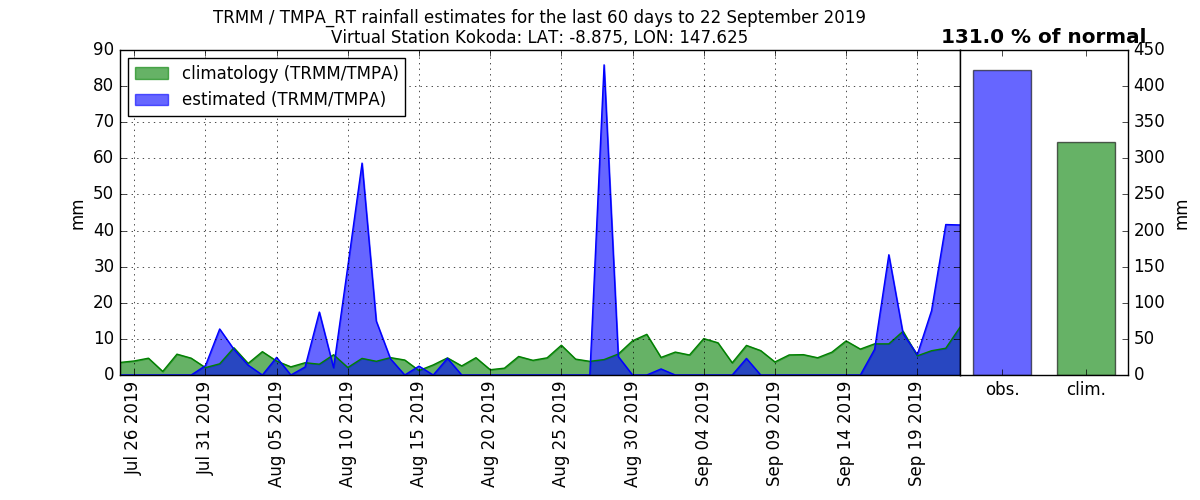 TRMM / TMPA_RT rainfall estimates for the last 60 days to 22 September 2019
Virtual Station Kokoda: LAT: -8.875, LON: 147.625
131.0 % of normal
climatology (TRMM/TMPA)
estimated (TRMM/TMPA)
mm
90
80
70
60
50
40
30
20
10
0
Jul 26 2019
Jul 31 2019
Aug 05 2019
Aug 10 2019
Aug 15 2019
Aug 20 2019
Aug 25 2019
Aug 30 2019
Sep 04 2019
Sep 09 2019
Sep 14 2019
Sep 19 2019
450
400
350
300
250
200
150
100
50
0
mm
obs.
clim.